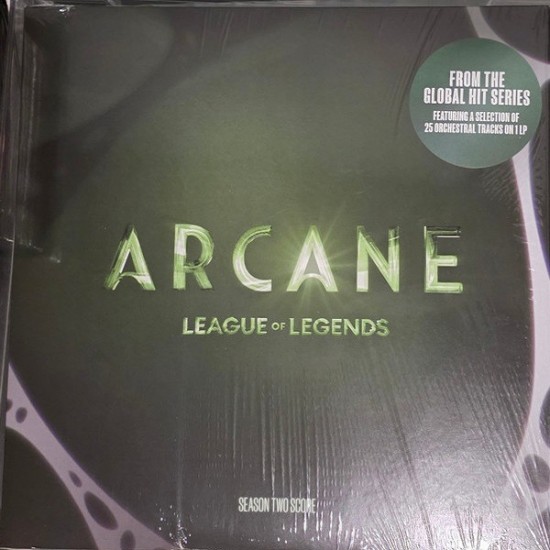 FROM THE
GLOBAL HIT SERIES
FEATURING A SELECTION OF
25 ORCHESTRAL TRACKS ON 1 LP
ARCANE
LEAGUE OF LEGENDS
SEASON TWO SCORE